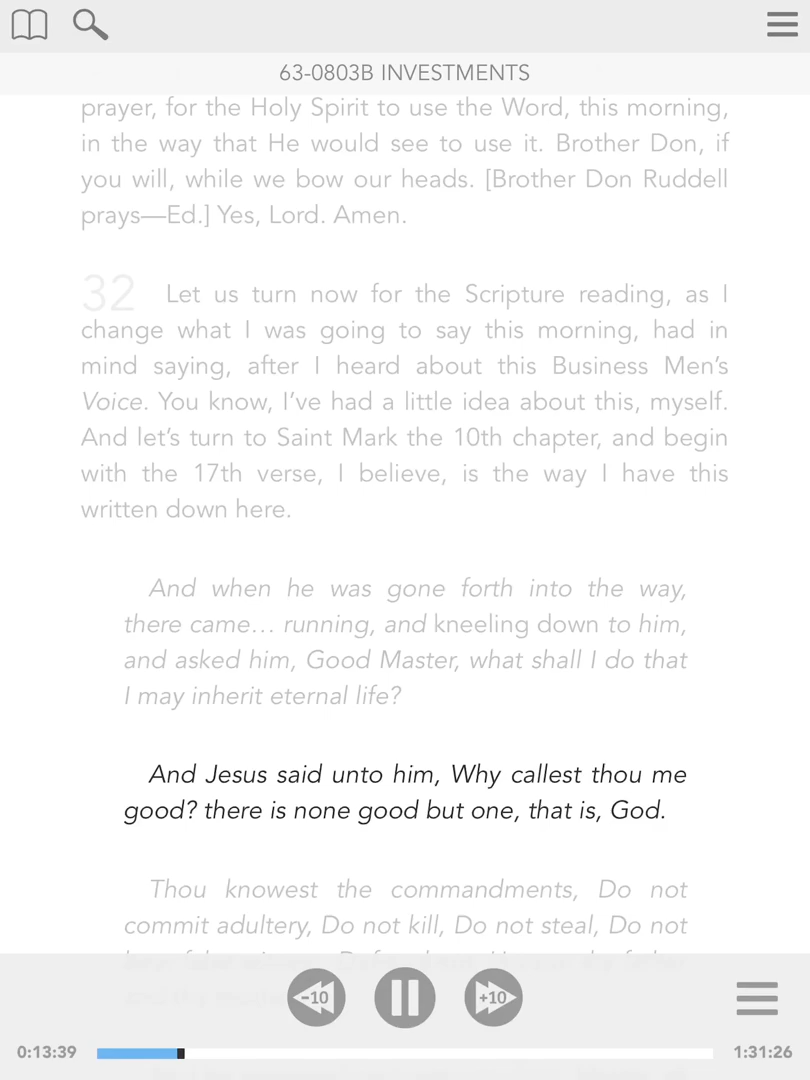 63-0803B INVESTMENTS
prayer, for the Holy Spirit to use the Word, this morning,
in the way that He would see to use it. Brother Don, if
you will, while we bow our heads. [Brother Don Ruddell
prays—Ed.] Yes, Lord. Amen.
32 Let us turn now for the Scripture reading, as I
change what I was going to say this morning, had in
mind saying, after I heard about this Business Men’s
Voice. You know, I’ve had a little idea about this, myself.
And let’s turn to Saint Mark the 10th chapter, and begin
with the 17th verse, I believe, is the way I have this
written down here.
And when he was gone forth into the way,
there came… running, and kneeling down to him,
and asked him, Good Master, what shall I do that
I may inherit eternal life?
And Jesus said unto him, Why callest thou me
good? there is none good but one, that is, God.
Thou knowest the commandments, Do not
commit adultery, Do not kill, Do not steal, Do not
-10 +10
0:13:39 1:31:26